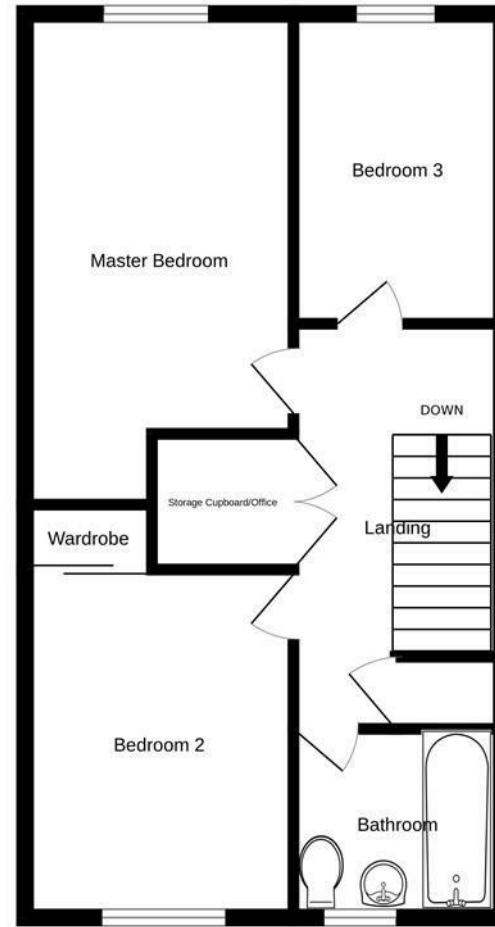 Bedroom 3
Master Bedroom
DOWN
Storage Cupboard/Office
Landing
Wardrobe
Bedroom 2
Bathroom